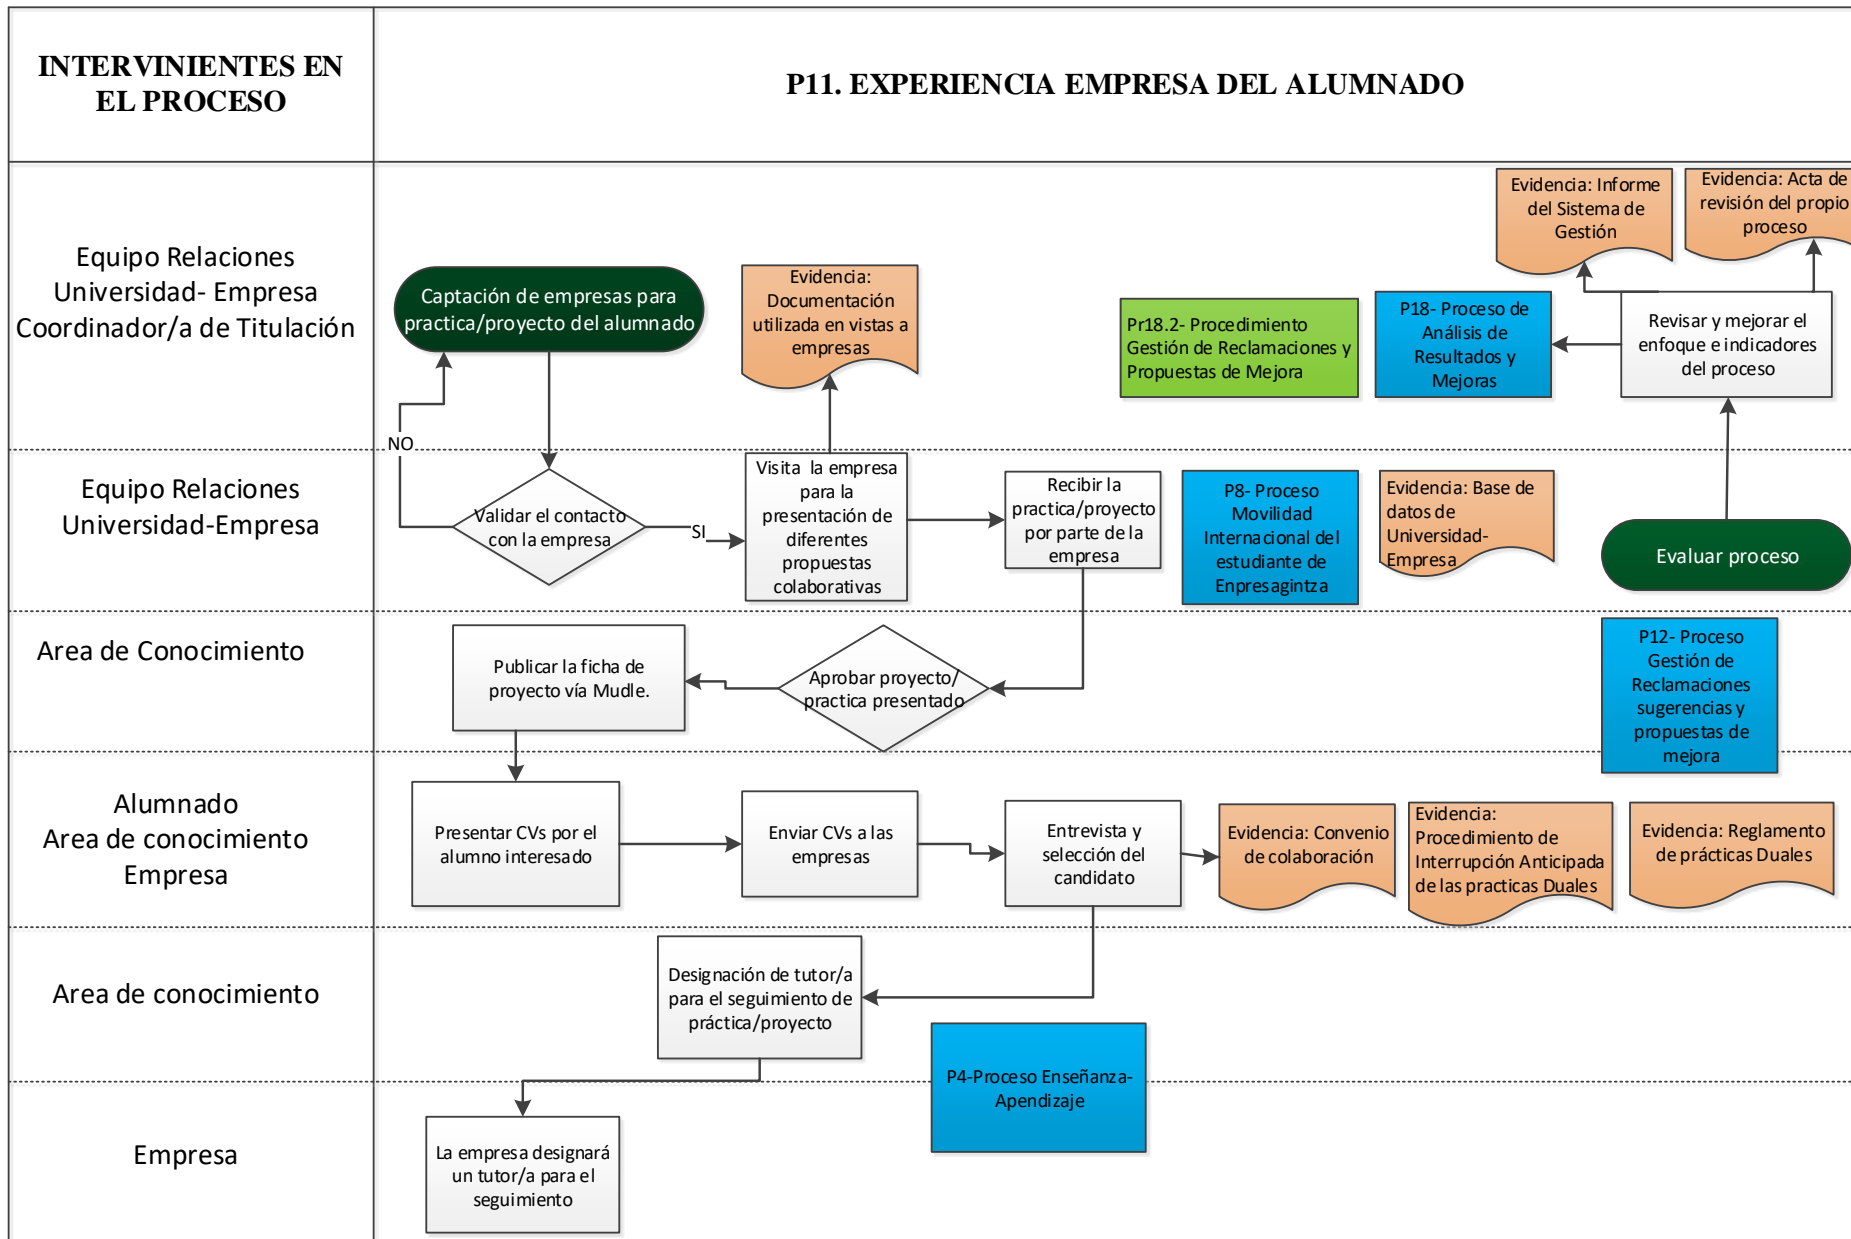 INTERVINIENTES EN
EL PROCESO
P11. EXPERIENCIA EMPRESA DEL ALUMNADO
Equipo Relaciones
Universidad- Empresa
Coordinador/a de Titulación
Captación de empresas para
practica/proyecto del alumnado
Evidencia:
Documentación
utilizada en vistas a
empresas
Pr18.2- Procedimiento
Gestión de Reclamaciones y
Propuestas de Mejora
P18- Proceso de
Análisis de
Resultados y
Mejoras
Evidencia: Informe
del Sistema de
Gestión
Evidencia: Acta de
revisión del propio
proceso
Revisar y mejorar el
enfoque e indicadores
del proceso
NO
Equipo Relaciones
Universidad-Empresa
Validar el contacto
con la empresa
SI
Visita la empresa
para la
presentación de
diferentes
propuestas
colaborativas
Recibir la
practica/proyecto
por parte de la
empresa
P8- Proceso
Movilidad
Internacional del
estudiante de
Enpresagintza
Evidencia: Base de
datos de
Universidad-
Empresa
Evaluar proceso
Area de Conocimiento
Publicar la ficha de
proyecto vía Mudle.
Aprobar proyecto/
practica presentado
P12- Proceso
Gestión de
Reclamaciones
sugerencias y
propuestas de
mejora
Alumnado
Area de conocimiento
Empresa
Presentar CVs por el
alumno interesado
Enviar CVs a las
empresas
Entrevista y
selección del
candidato
Evidencia: Convenio
de colaboración
Evidencia:
Procedimiento de
Interrupción Anticipada
de las practicas Duales
Evidencia: Reglamento
de prácticas Duales
Area de conocimiento
Designación de tutor/a
para el seguimiento de
práctica/proyecto
P4-Proceso Enseñanza-
Apendizaje
Empresa
La empresa designará
un tutor/a para el
seguimiento